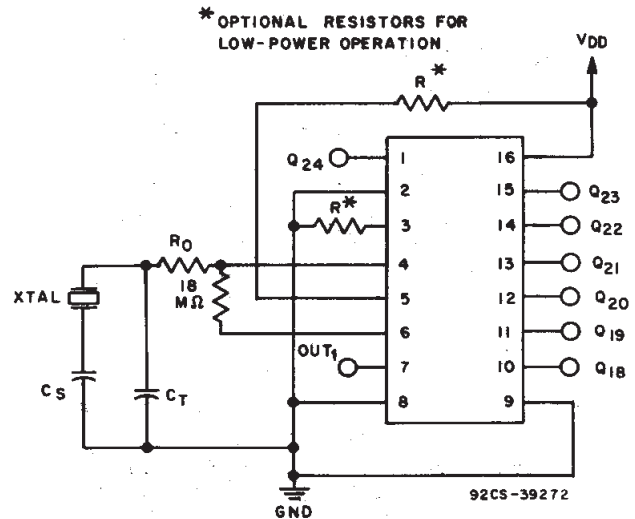 *OPTIONAL RESISTORS FOR
LOW-POWER OPERATION
VDD
R*
Q24
1
16
2
15
Q23
R*
3
14
Q22
RO
4
13
Q21
XTAL
18
MΩ
5
12
Q20
6
11
Q19
OUT1
7
10
Q18
CS
CT
8
9
92CS-39272
GND